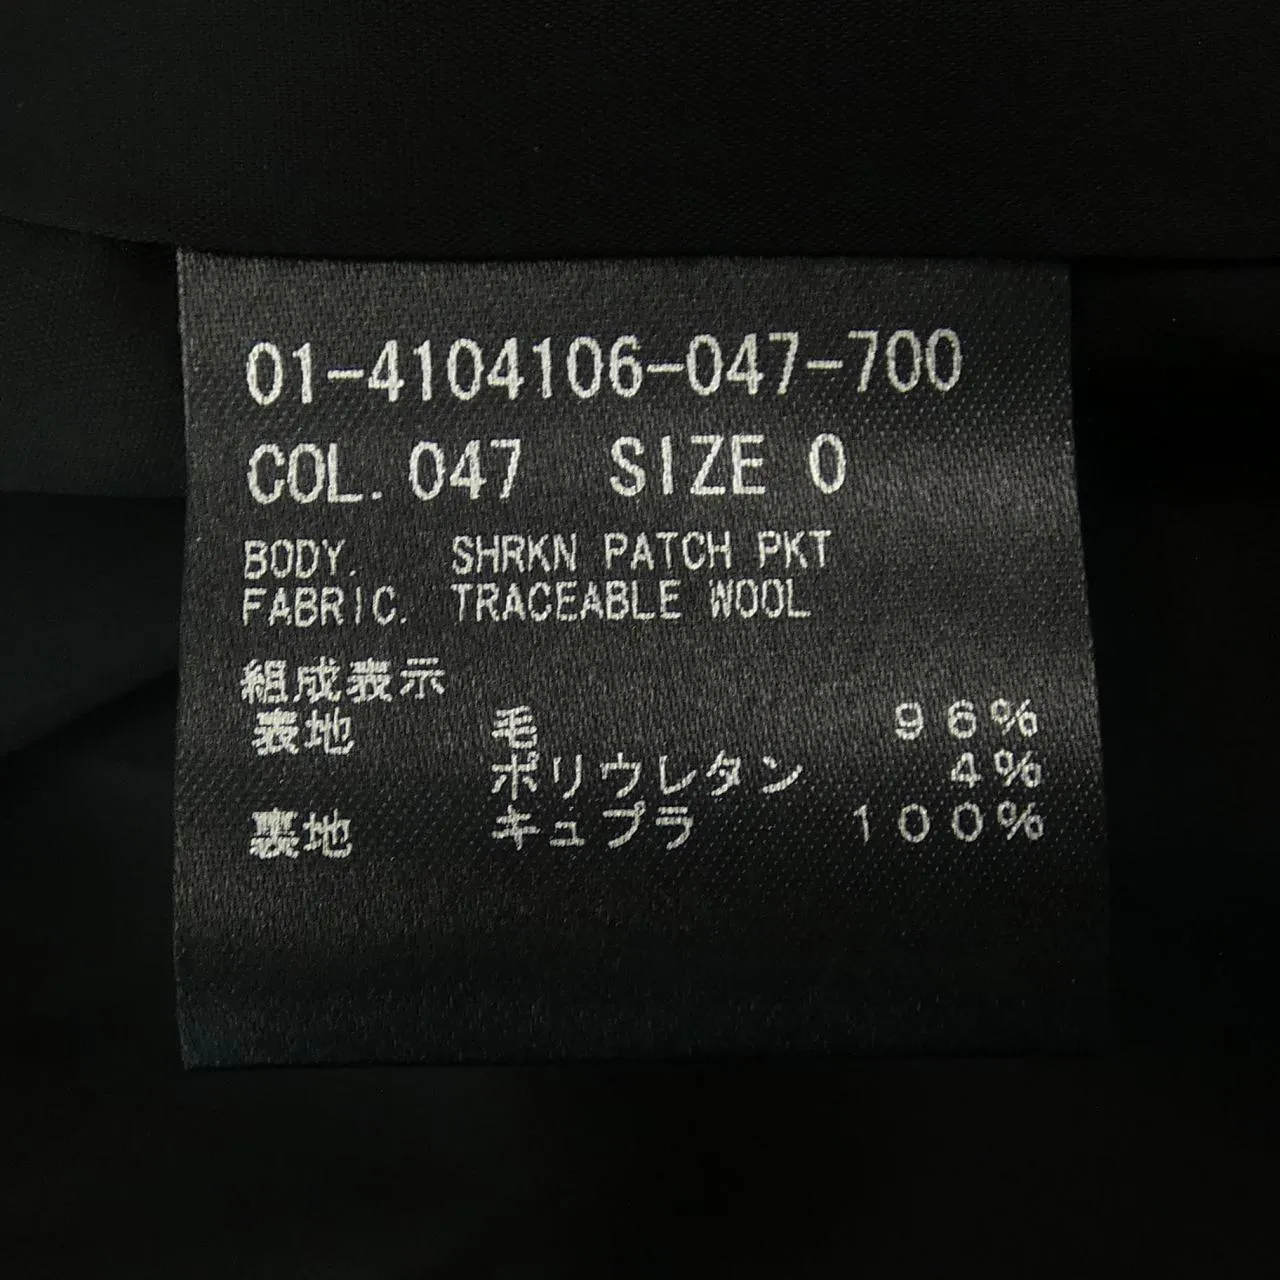 01-4104106-047-700
COL. 047 SIZE 0
BODY. SHRKN PATCH PKT
FABRIC. TRACEABLE WOOL
組成表示
表地 毛 96%
ポリウレタン 4%
裏地 キュプラ 100%